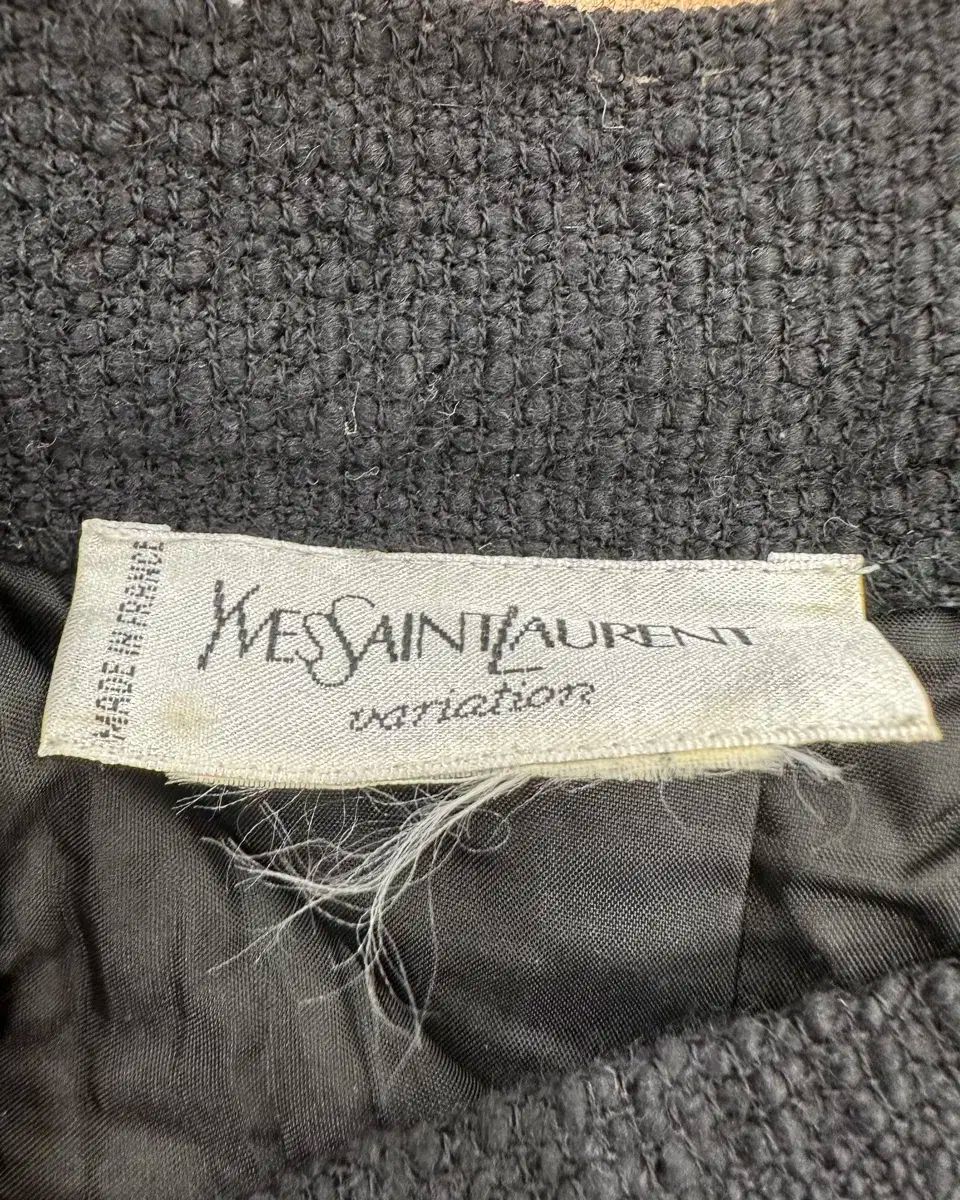 MADE IN FRANCE
YVESSAINTLAURENT
variation